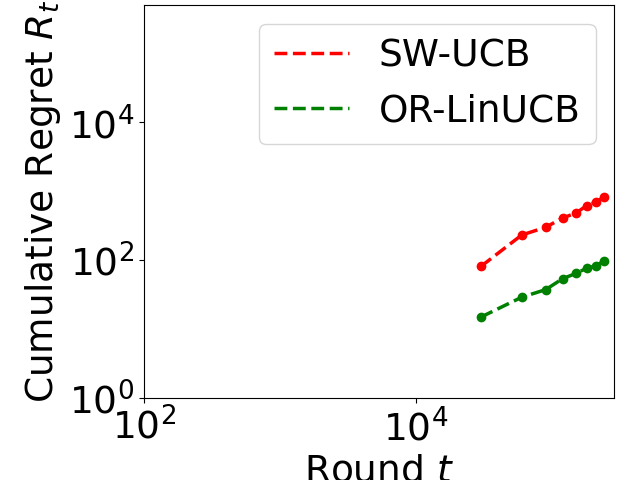 SW-UCB
OR-LinUCB
Cumulative Regret R_t
10^4
10^2
10^0
10^2
10^4
Round t